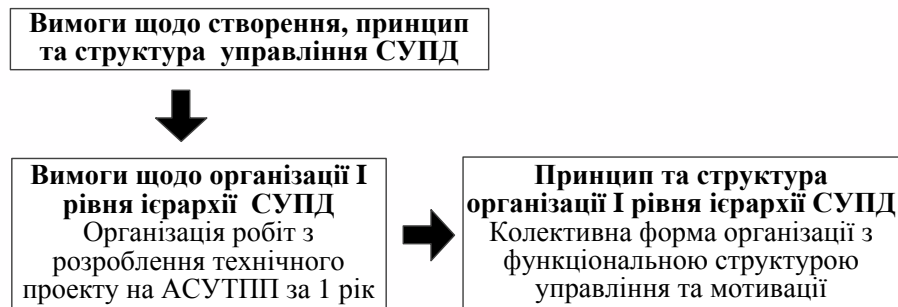 Вимоги щодо створення, принцип
та структура управління СУПД
Вимоги щодо організації І
рівня ієрархії СУПД
Організація робіт з
розроблення технічного
проекту на АСУТПП за 1 рік
Принцип та структура
організації І рівня ієрархії СУПД
Колективна форма організації з
функціональною структурою
управління та мотивації